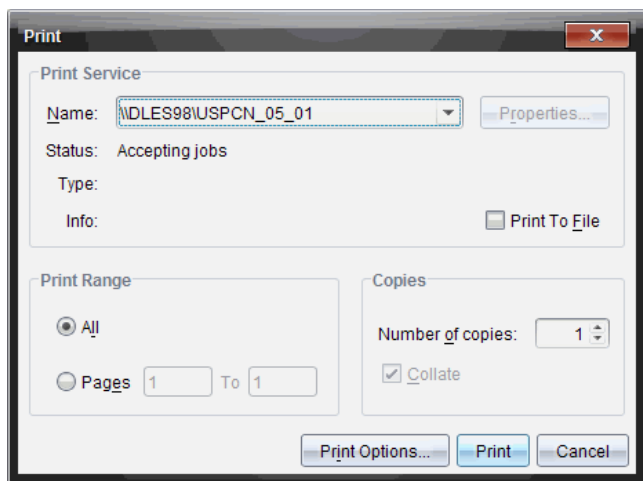 Print
Print Service
Name: \\DLES98\USPCN_05_01 Properties...
Status: Accepting jobs
Type:
Info: Print To File
Print Range
All
Pages 1 To 1
Copies
Number of copies: 1
Collate
Print Options... Print Cancel